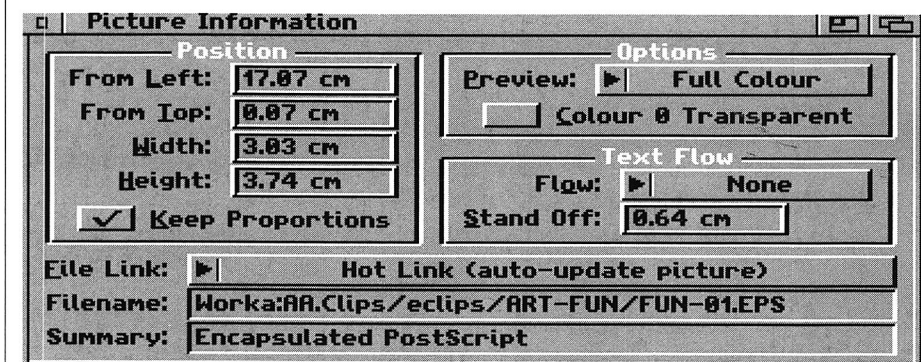 Picture Information
Position
From Left: 17.07 cm
From Top: 0.07 cm
Width: 3.03 cm
Height: 3.74 cm
Keep Proportions
Options
Preview: Full Colour
Colour 0 Transparent
Text Flow
Flow: None
Stand Off: 0.64 cm
File Link: Hot Link (auto-update picture)
Filename: Worka:AA.Clips/eclips/ART-FUN/FUN-01.EPS
Summary: Encapsulated PostScript